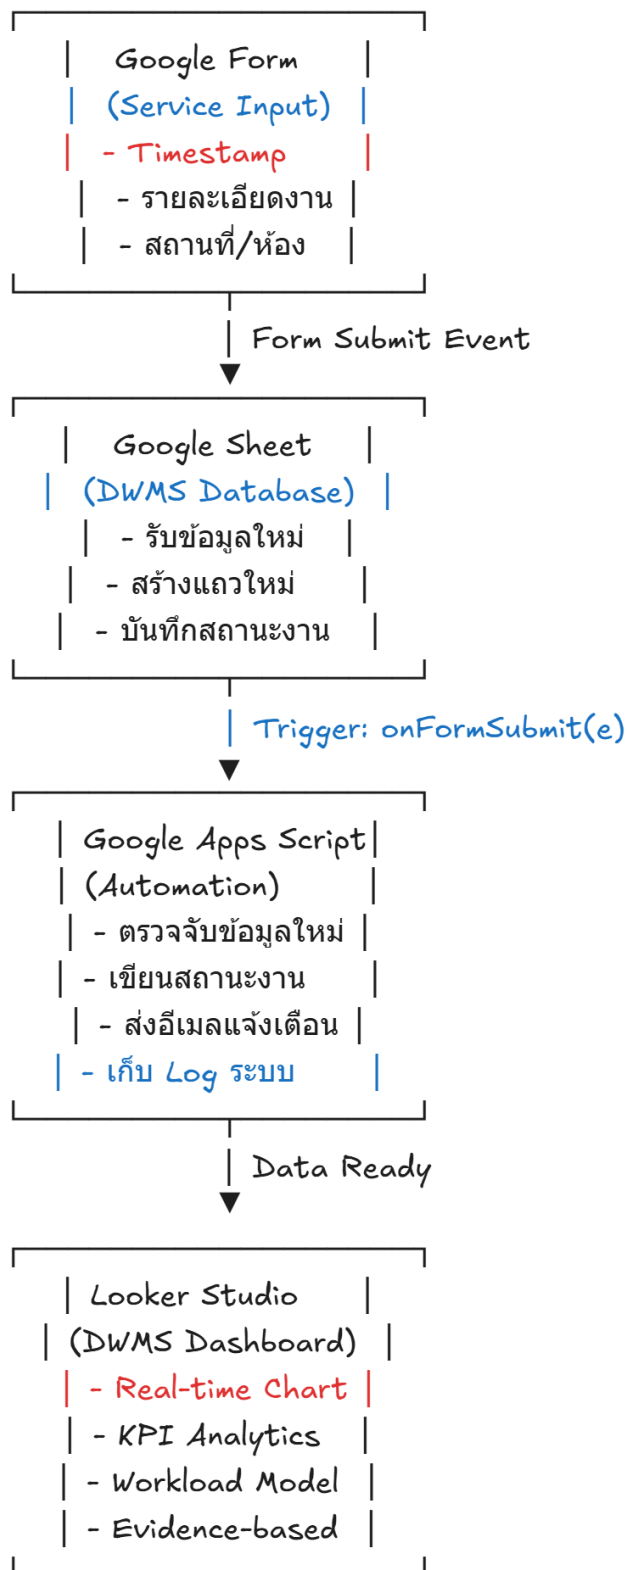 Google Form
(Service Input)
- Timestamp
- รายละเอียดงาน
- สถานที่/ห้อง
Form Submit Event
Google Sheet
(DWMS Database)
- รับข้อมูลใหม่
- สร้างแถวใหม่
- บันทึกสถานะงาน
Trigger: onFormSubmit(e)
Google Apps Script
(Automation)
- ตรวจจับข้อมูลใหม่
- เขียนสถานะงาน
- ส่งอีเมลแจ้งเตือน
- เก็บ Log ระบบ
Data Ready
Looker Studio
(DWMS Dashboard)
- Real-time Chart
- KPI Analytics
- Workload Model
- Evidence-based